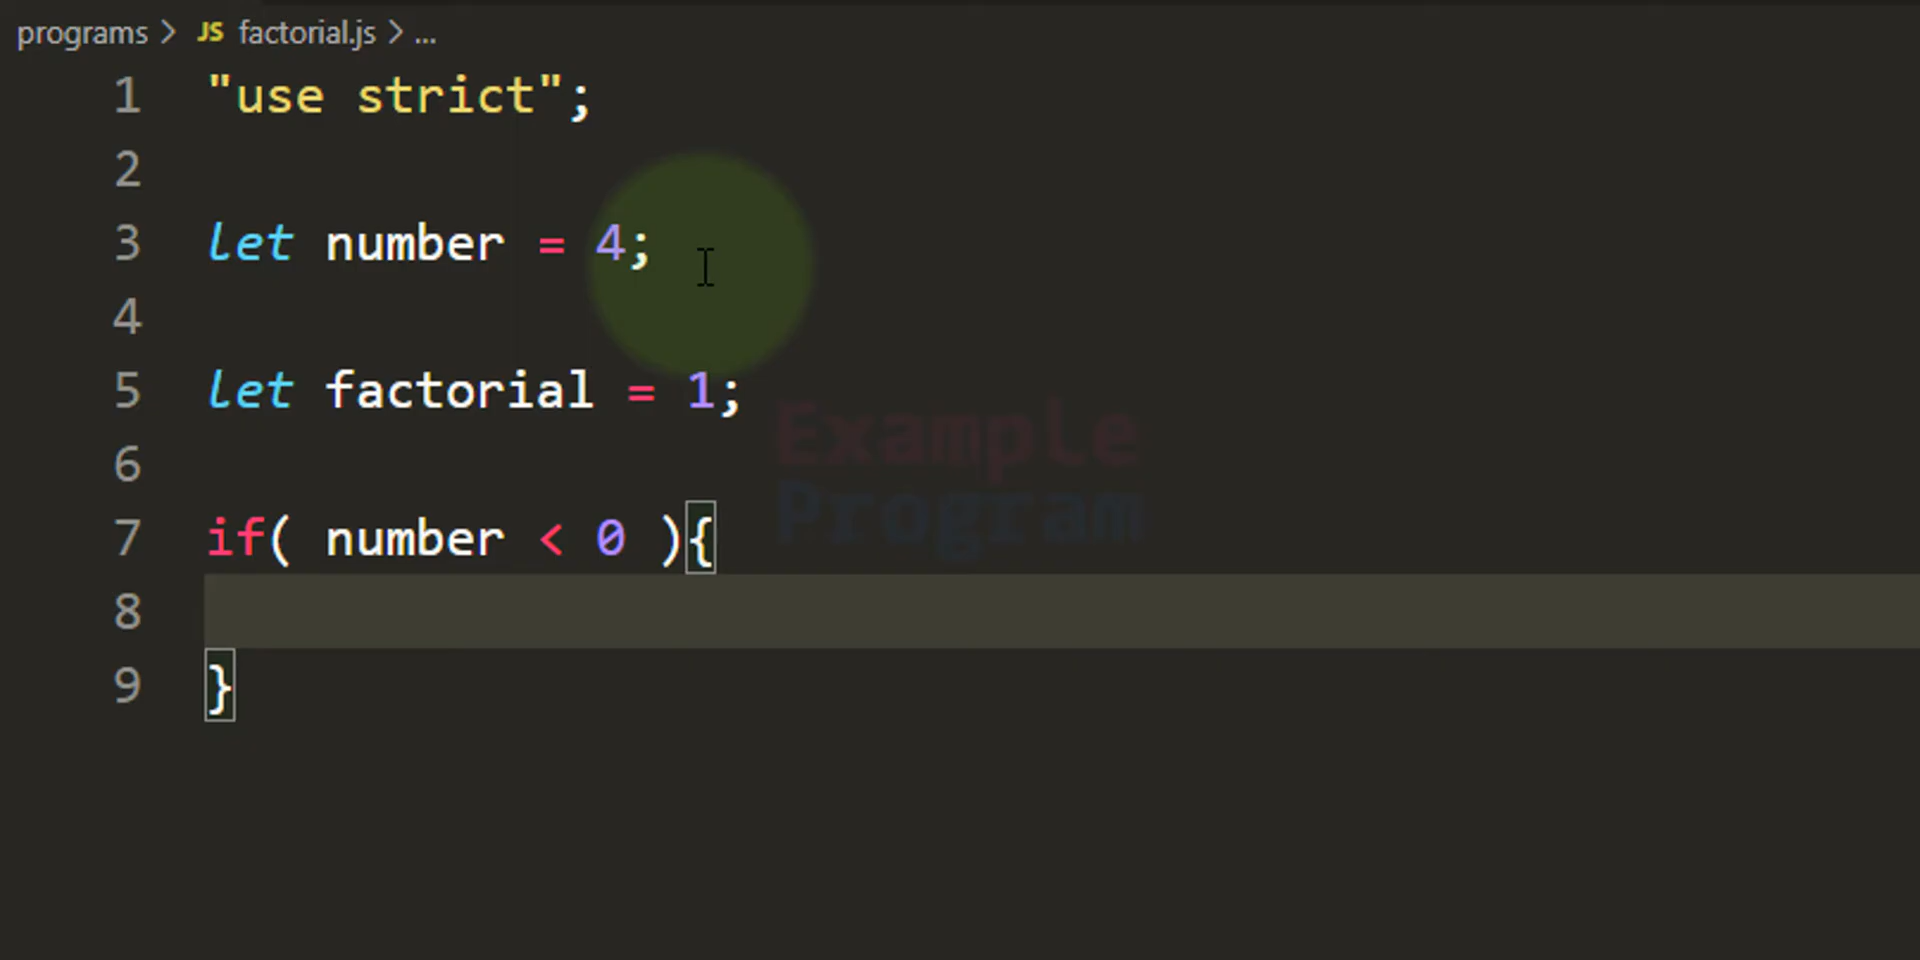 programs > JS factorial.js > ...
1 "use strict";
2
3 let number = 4;
4
5 let factorial = 1;
6
7 if( number < 0 ){
8
9 }
Example
Program